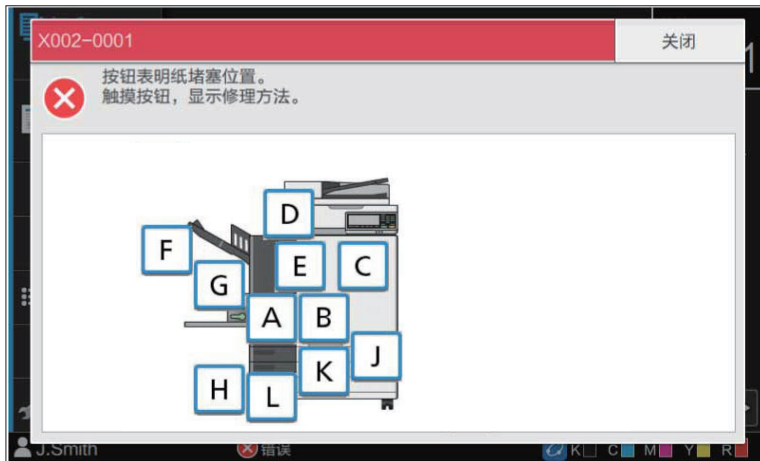 X002-0001
关闭
按钮表明纸堵塞位置。
触摸按钮，显示修理方法。
D
F
E
C
G
A
B
J
K
H
L
J.Smith
错误
K
C
M
Y
R